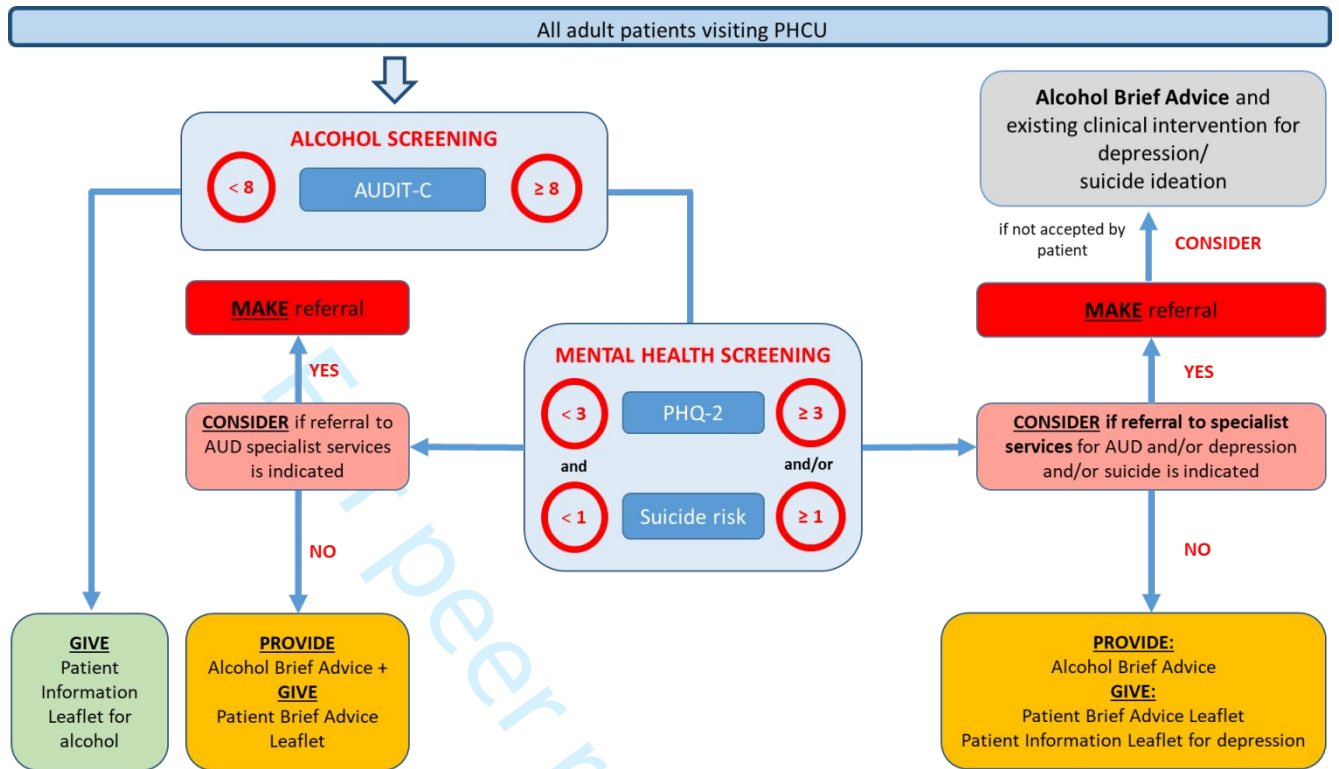 All adult patients visiting PHCU
ALCOHOL SCREENING
< 8
AUDIT-C
≥ 8
Alcohol Brief Advice and
existing clinical intervention for
depression/
suicide ideation
if not accepted by
patient
CONSIDER
MAKE referral
YES
CONSIDER if referral to
AUD specialist services
is indicated
NO
MENTAL HEALTH SCREENING
< 3
PHQ-2
≥ 3
and
and/or
< 1
Suicide risk
≥ 1
MAKE referral
YES
CONSIDER if referral to specialist
services for AUD and/or depression
and/or suicide is indicated
NO
GIVE
Patient
Information
Leaflet for
alcohol
PROVIDE
Alcohol Brief Advice +
GIVE
Patient Brief Advice
Leaflet
PROVIDE:
Alcohol Brief Advice
GIVE:
Patient Brief Advice Leaflet
Patient Information Leaflet for depression
peer